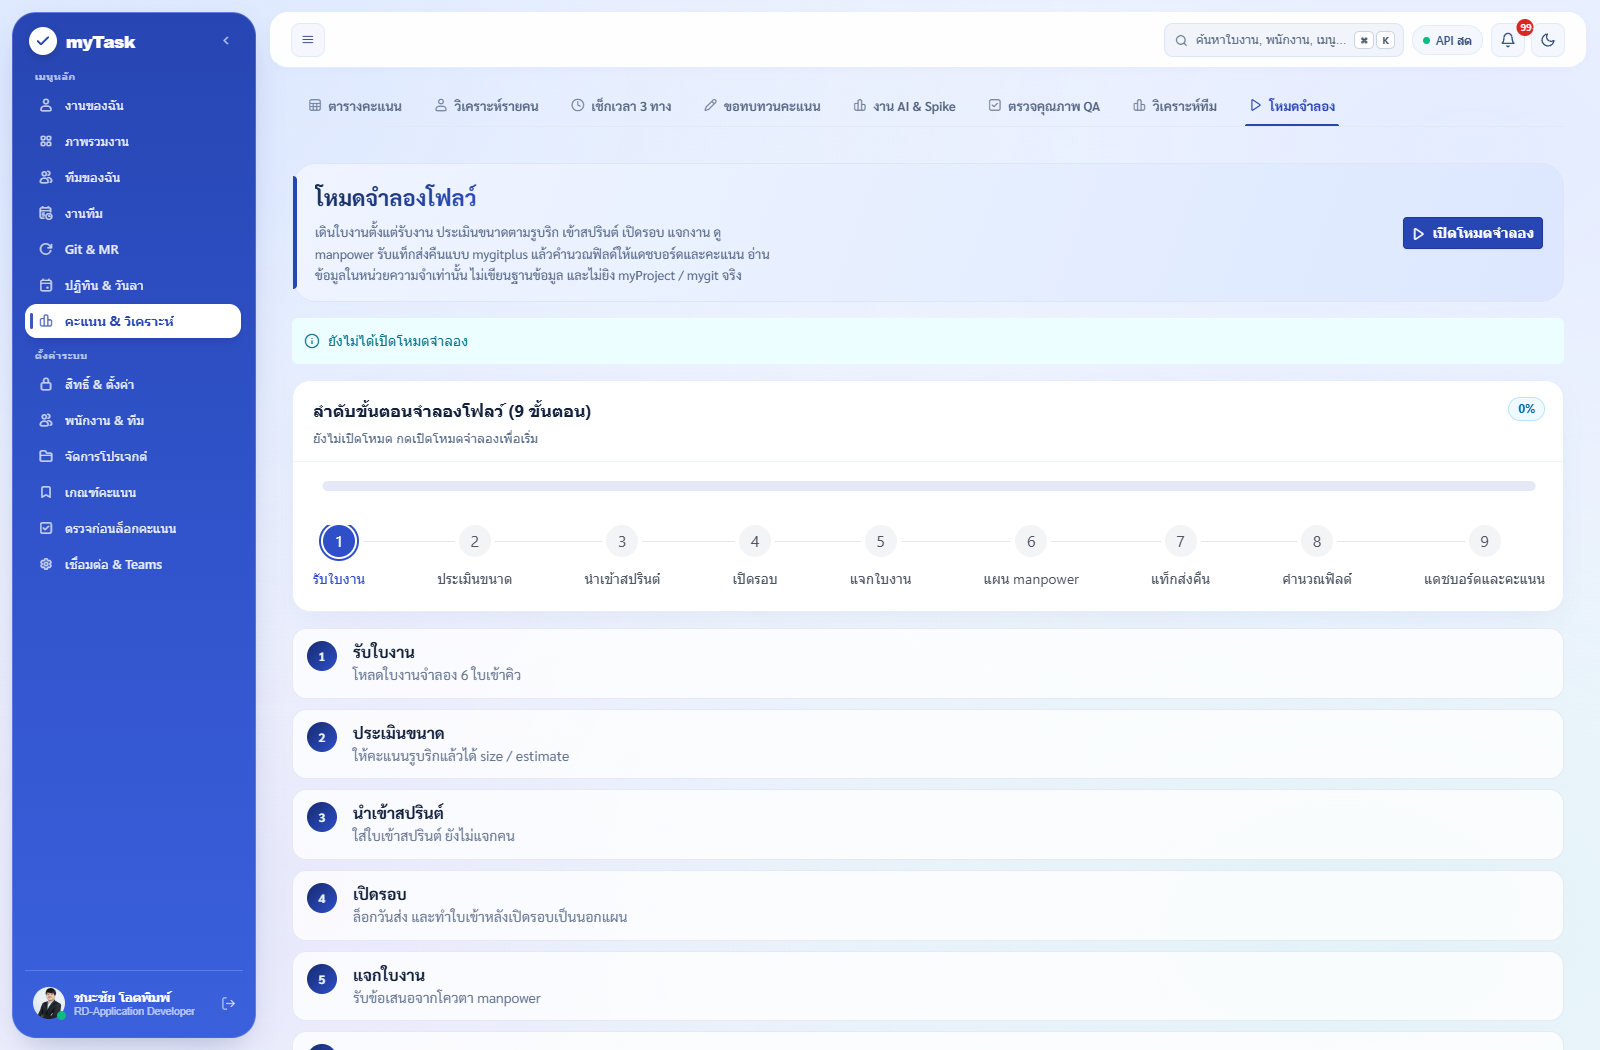 myTask
เมนูหลัก
งานของฉัน
ภาพรวมงาน
ทีมของฉัน
งานทีม
Git & MR
ปฏิทิน & วันลา
คะแนน & วิเคราะห์
ตั้งค่าระบบ
สิทธิ์ & ตั้งค่า
พนักงาน & ทีม
จัดการโปรเจกต์
เกณฑ์คะแนน
ตรวจก่อนล็อกคะแนน
เชื่อมต่อ & Teams
ชนะชัย โอดพิมพ์
RD-Application Developer
ค้นหาใบงาน, พนักงาน, เมนู... ⌘ K
API สด
99
ตารางคะแนน
วิเคราะห์รายคน
เช็กเวลา 3 ทาง
ขอทบทวนคะแนน
งาน AI & Spike
ตรวจคุณภาพ QA
วิเคราะห์ทีม
โหมดจำลอง
โหมดจำลองโฟลว์
เดินใบงานตั้งแต่รับงาน ประเมินขนาดตามรูบริก เข้าสปรินต์ เปิดรอบ แจกงาน ดู
manpower รับแท็กส่งคืนแบบ mygitplus แล้วคำนวณฟิลด์ให้แดชบอร์ดและคะแนน อ่าน
ข้อมูลในหน่วยความจำเท่านั้น ไม่เขียนฐานข้อมูล และไม่ยิง myProject / mygit จริง
เปิดโหมดจำลอง
ยังไม่ได้เปิดโหมดจำลอง
ลำดับขั้นตอนจำลองโฟลว์ (9 ขั้นตอน)
0%
ยังไม่เปิดโหมด กดเปิดโหมดจำลองเพื่อเริ่ม
1 2 3 4 5 6 7 8 9
รับใบงาน
ประเมินขนาด
นำเข้าสปรินต์
เปิดรอบ
แจกใบงาน
แผน manpower
แท็กส่งคืน
คำนวณฟิลด์
แดชบอร์ดและคะแนน
1 รับใบงาน
โหลดใบงานจำลอง 6 ใบเข้าคิว
2 ประเมินขนาด
ให้คะแนนรูบริกแล้วได้ size / estimate
3 นำเข้าสปรินต์
ใส่ใบเข้าสปรินต์ ยังไม่แจกคน
4 เปิดรอบ
ล็อกวันส่ง และทำใบเข้าหลังเปิดรอบเป็นนอกแผน
5 แจกใบงาน
รับข้อเสนอจากโควตา manpower